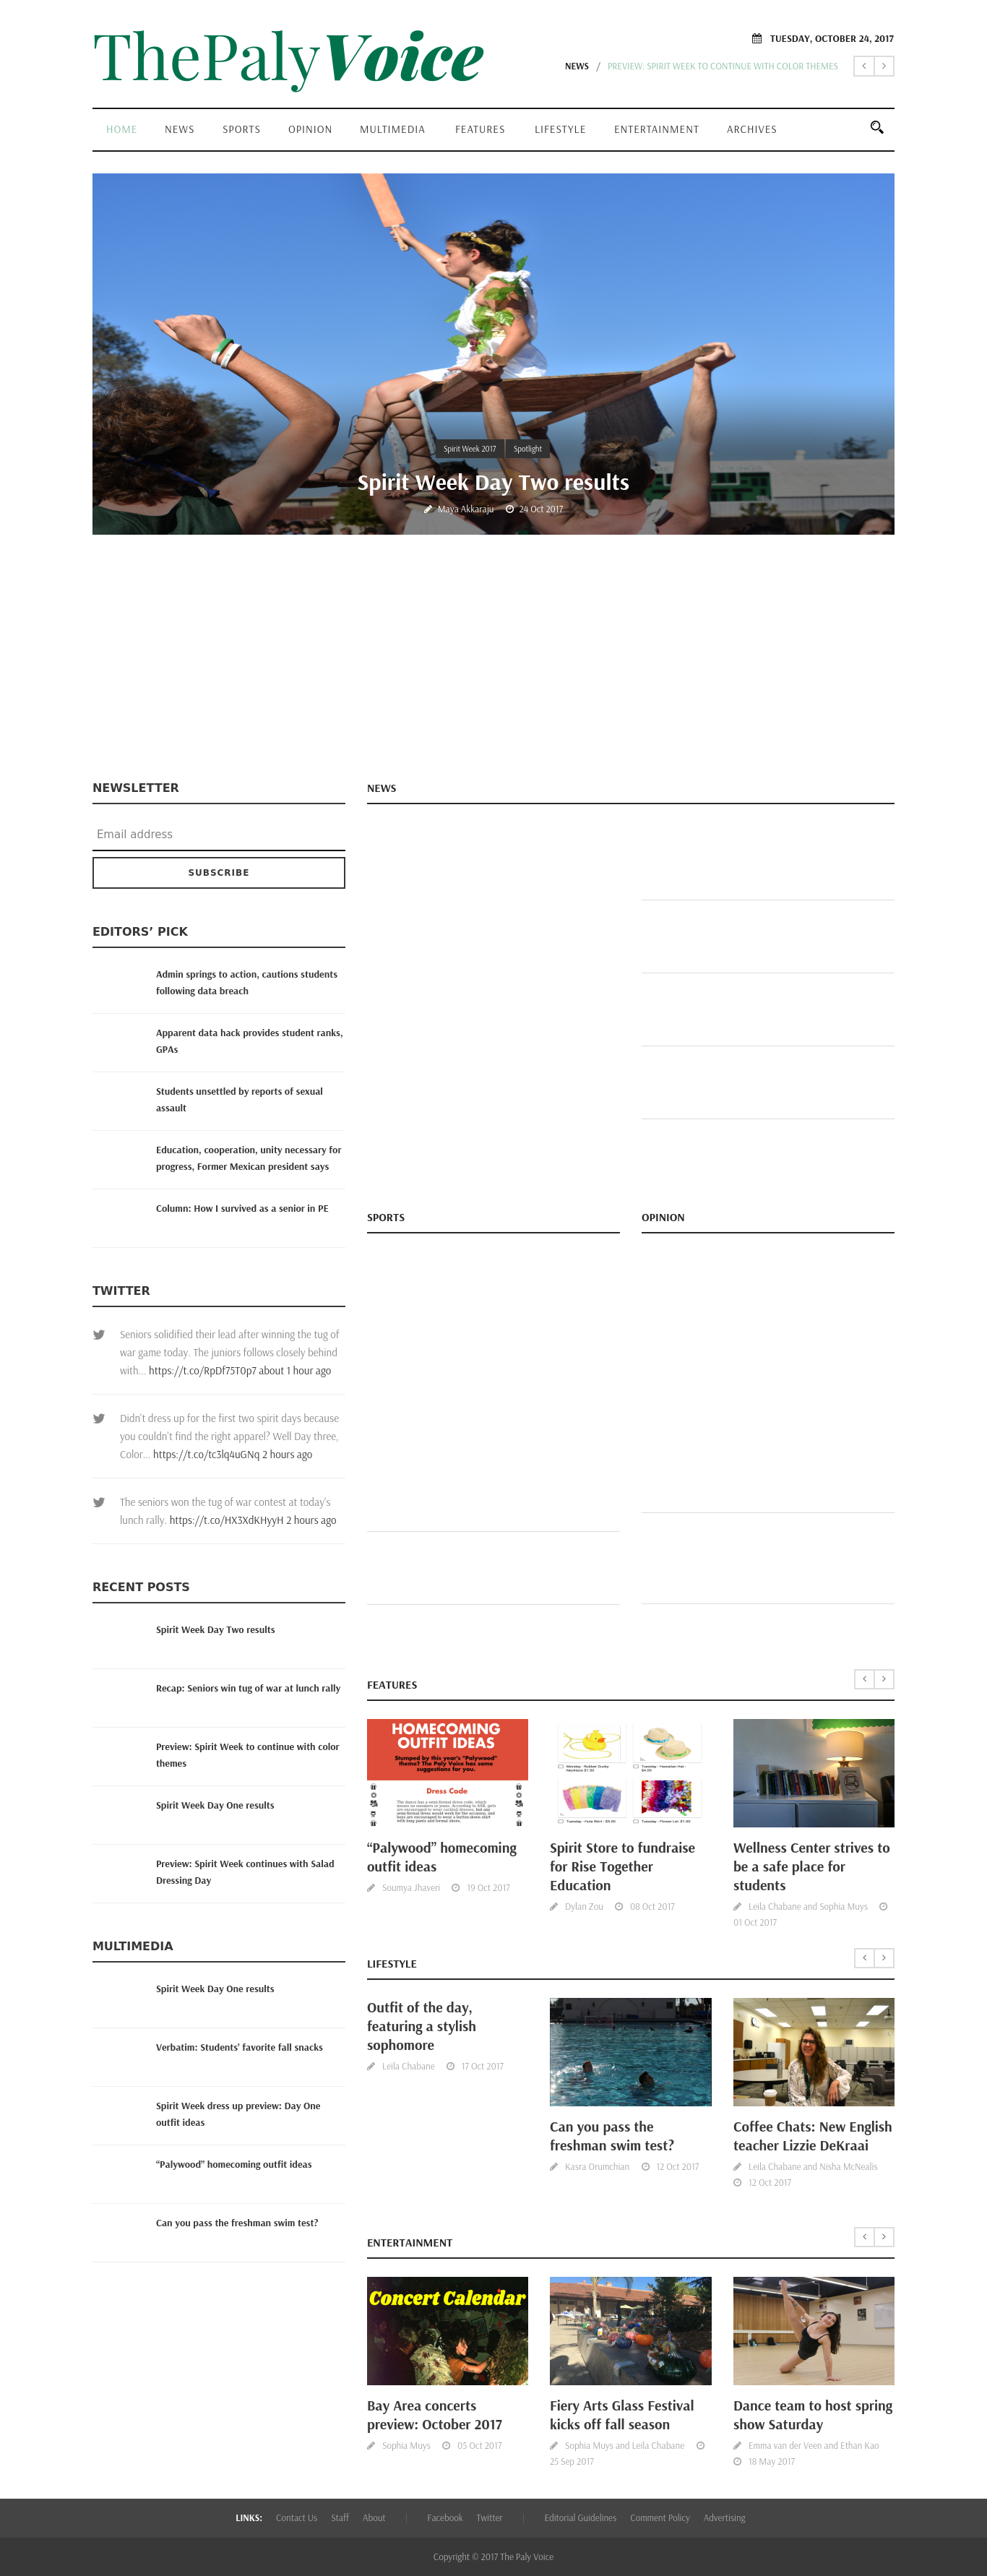 ThePalyVoice
TUESDAY, OCTOBER 24, 2017
NEWS / PREVIEW: SPIRIT WEEK TO CONTINUE WITH COLOR THEMES
HOME NEWS SPORTS OPINION MULTIMEDIA FEATURES LIFESTYLE ENTERTAINMENT ARCHIVES
Spirit Week 2017 Spotlight
Spirit Week Day Two results
Maya Akkaraju 24 Oct 2017
NEWSLETTER
Email address
SUBSCRIBE
EDITORS’ PICK
Admin springs to action, cautions students
following data breach
Apparent data hack provides student ranks,
GPAs
Students unsettled by reports of sexual
assault
Education, cooperation, unity necessary for
progress, Former Mexican president says
Column: How I survived as a senior in PE
TWITTER
Seniors solidified their lead after winning the tug of
war game today. The juniors follows closely behind
with... https://t.co/RpDf75T0p7 about 1 hour ago
Didn't dress up for the first two spirit days because
you couldn't find the right apparel? Well Day three,
Color... https://t.co/tc3lq4uGNq 2 hours ago
The seniors won the tug of war contest at today's
lunch rally. https://t.co/HX3XdKHyyH 2 hours ago
RECENT POSTS
Spirit Week Day Two results
Recap: Seniors win tug of war at lunch rally
Preview: Spirit Week to continue with color
themes
Spirit Week Day One results
Preview: Spirit Week continues with Salad
Dressing Day
MULTIMEDIA
Spirit Week Day One results
Verbatim: Students' favorite fall snacks
Spirit Week dress up preview: Day One
outfit ideas
“Palywood” homecoming outfit ideas
Can you pass the freshman swim test?
NEWS
SPORTS
OPINION
FEATURES
HOMECOMING
OUTFIT IDEAS
Stumped by this year's "Palywood"
theme? The Paly Voice has some
suggestions for you.
Dress Code
“Palywood” homecoming
outfit ideas
Soumya Jhaveri 19 Oct 2017
Spirit Store to fundraise
for Rise Together
Education
Dylan Zou 08 Oct 2017
Wellness Center strives to
be a safe place for
students
Leila Chabane and Sophia Muys
01 Oct 2017
LIFESTYLE
Outfit of the day,
featuring a stylish
sophomore
Leila Chabane 17 Oct 2017
Can you pass the
freshman swim test?
Kasra Orumchian 12 Oct 2017
Coffee Chats: New English
teacher Lizzie DeKraai
Leila Chabane and Nisha McNealis
12 Oct 2017
ENTERTAINMENT
Concert Calendar
Bay Area concerts
preview: October 2017
Sophia Muys 05 Oct 2017
Fiery Arts Glass Festival
kicks off fall season
Sophia Muys and Leila Chabane
25 Sep 2017
Dance team to host spring
show Saturday
Emma van der Veen and Ethan Kao
18 May 2017
LINKS: Contact Us Staff About | Facebook Twitter | Editorial Guidelines Comment Policy Advertising
Copyright © 2017 The Paly Voice